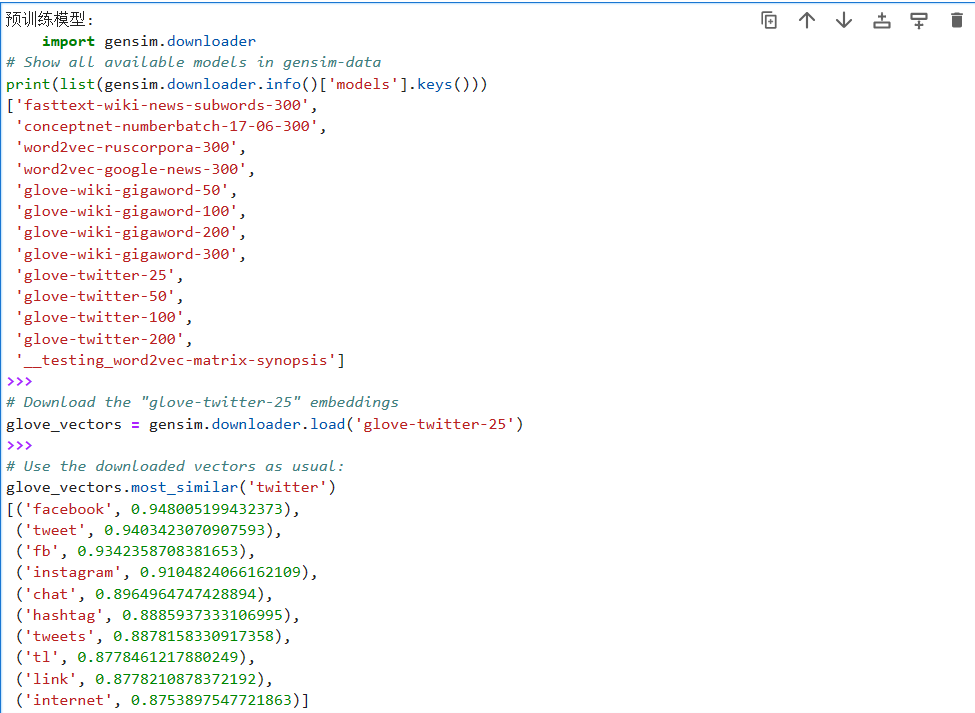 预训练模型:
    import gensim.downloader
# Show all available models in gensim-data
print(list(gensim.downloader.info()['models'].keys()))
['fasttext-wiki-news-subwords-300',
 'conceptnet-numberbatch-17-06-300',
 'word2vec-ruscorpora-300',
 'word2vec-google-news-300',
 'glove-wiki-gigaword-50',
 'glove-wiki-gigaword-100',
 'glove-wiki-gigaword-200',
 'glove-wiki-gigaword-300',
 'glove-twitter-25',
 'glove-twitter-50',
 'glove-twitter-100',
 'glove-twitter-200',
 '__testing_word2vec-matrix-synopsis']
>>>
# Download the "glove-twitter-25" embeddings
glove_vectors = gensim.downloader.load('glove-twitter-25')
>>>
# Use the downloaded vectors as usual:
glove_vectors.most_similar('twitter')
[('facebook', 0.948005199432373),
 ('tweet', 0.9403423070907593),
 ('fb', 0.9342358708381653),
 ('instagram', 0.9104824066162109),
 ('chat', 0.8964964747428894),
 ('hashtag', 0.8885937333106995),
 ('tweets', 0.8878158330917358),
 ('tl', 0.8778461217880249),
 ('link', 0.8778210878372192),
 ('internet', 0.8753897547721863)]